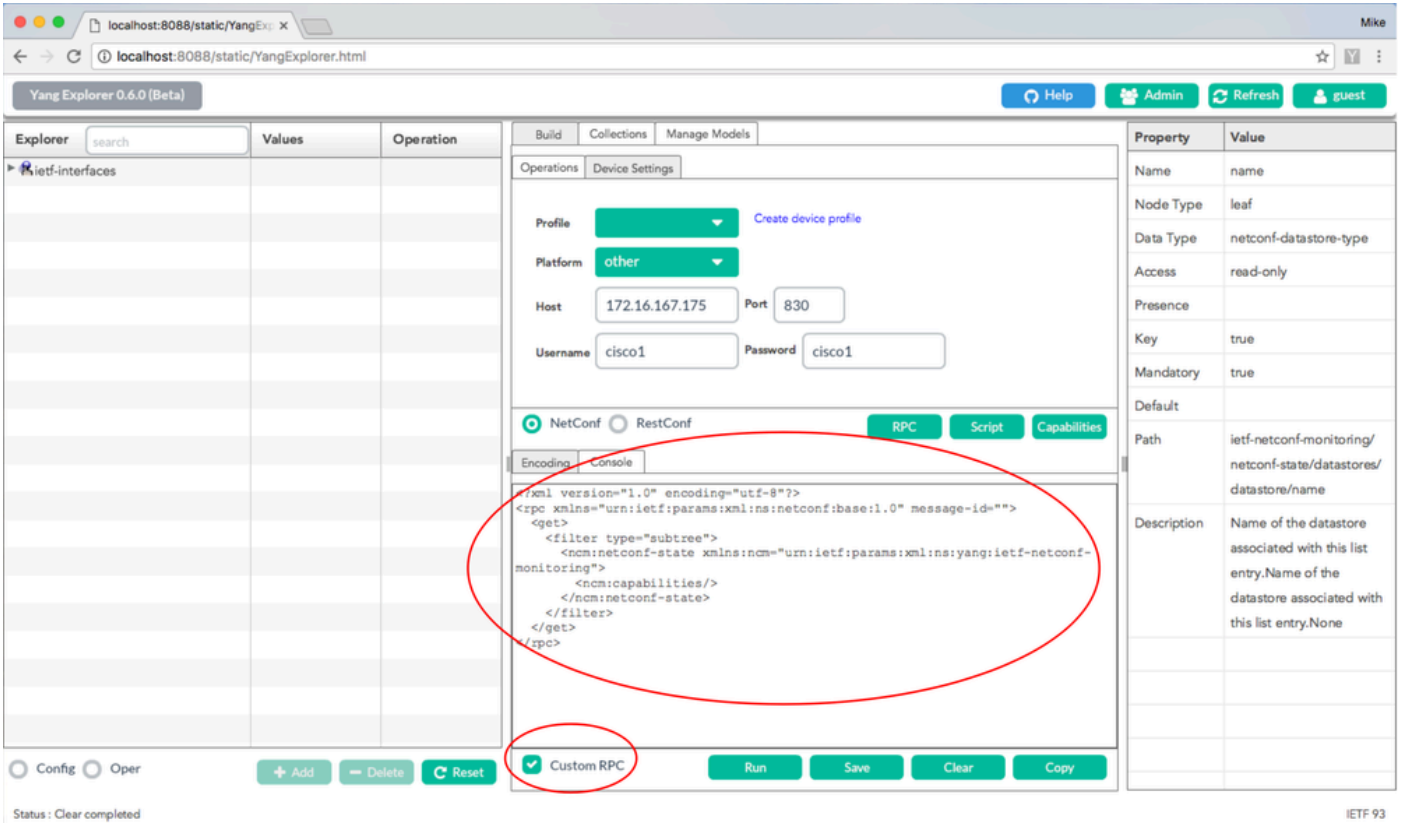 localhost:8088/static/YangExp
Mike
localhost:8088/static/YangExplorer.html
Yang Explorer 0.6.0 (Beta)
Help
Admin
Refresh
guest
Explorer
search
Values
Operation
ietf-interfaces
Build
Collections
Manage Models
Operations
Device Settings
Profile
Create device profile
Platform
other
Host
172.16.167.175
Port
830
Username
cisco1
Password
cisco1
NetConf
RestConf
RPC
Script
Capabilities
Encoding
Console
<?xml version="1.0" encoding="utf-8"?>
<rpc xmlns="urn:ietf:params:xml:ns:netconf:base:1.0" message-id="">
<get>
<filter type="subtree">
<ncm:netconf-state xmlns:ncm="urn:ietf:params:xml:ns:yang:ietf-netconf-
monitoring">
<ncm:capabilities/>
</ncm:netconf-state>
</filter>
</get>
</rpc>
Custom RPC
Run
Save
Clear
Copy
Property
Value
Name
name
Node Type
leaf
Data Type
netconf-datastore-type
Access
read-only
Presence
Key
true
Mandatory
true
Default
Path
ietf-netconf-monitoring/
netconf-state/datastores/
datastore/name
Description
Name of the datastore
associated with this list
entry.Name of the
datastore associated with
this list entry.None
Config
Oper
Add
Delete
Reset
Status : Clear completed
IETF 93